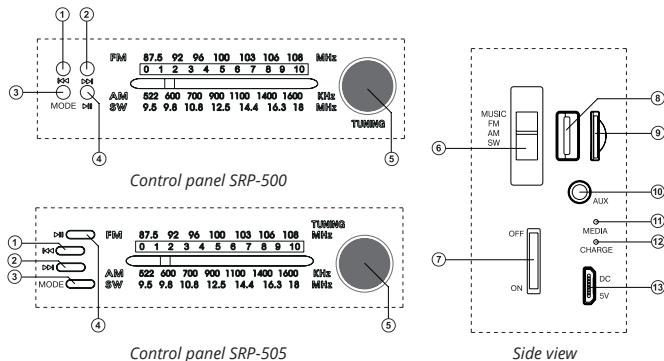 1 2
FM 87.5 92 96 100 103 106 108 MHz
0 1 2 3 4 5 6 7 8 9 10
3
MODE
AM 522 600 700 900 1100 1400 1600 KHz
SW 9.5 9.8 10.8 12.5 14.4 16.3 18 MHz
TUNING
4 5
Control panel SRP-500
TUNING
FM 87.5 92 96 100 103 106 108 MHz
0 1 2 3 4 5 6 7 8 9 10
1
2
3
MODE
AM 522 600 700 900 1100 1400 1600 KHz
SW 9.5 9.8 10.8 12.5 14.4 16.3 18 MHz
4 5
Control panel SRP-505
MUSIC
FM
AM
SW
6
8
9
10
AUX
11
MEDIA
12
CHARGE
OFF
7
ON
DC
5V
13
Side view